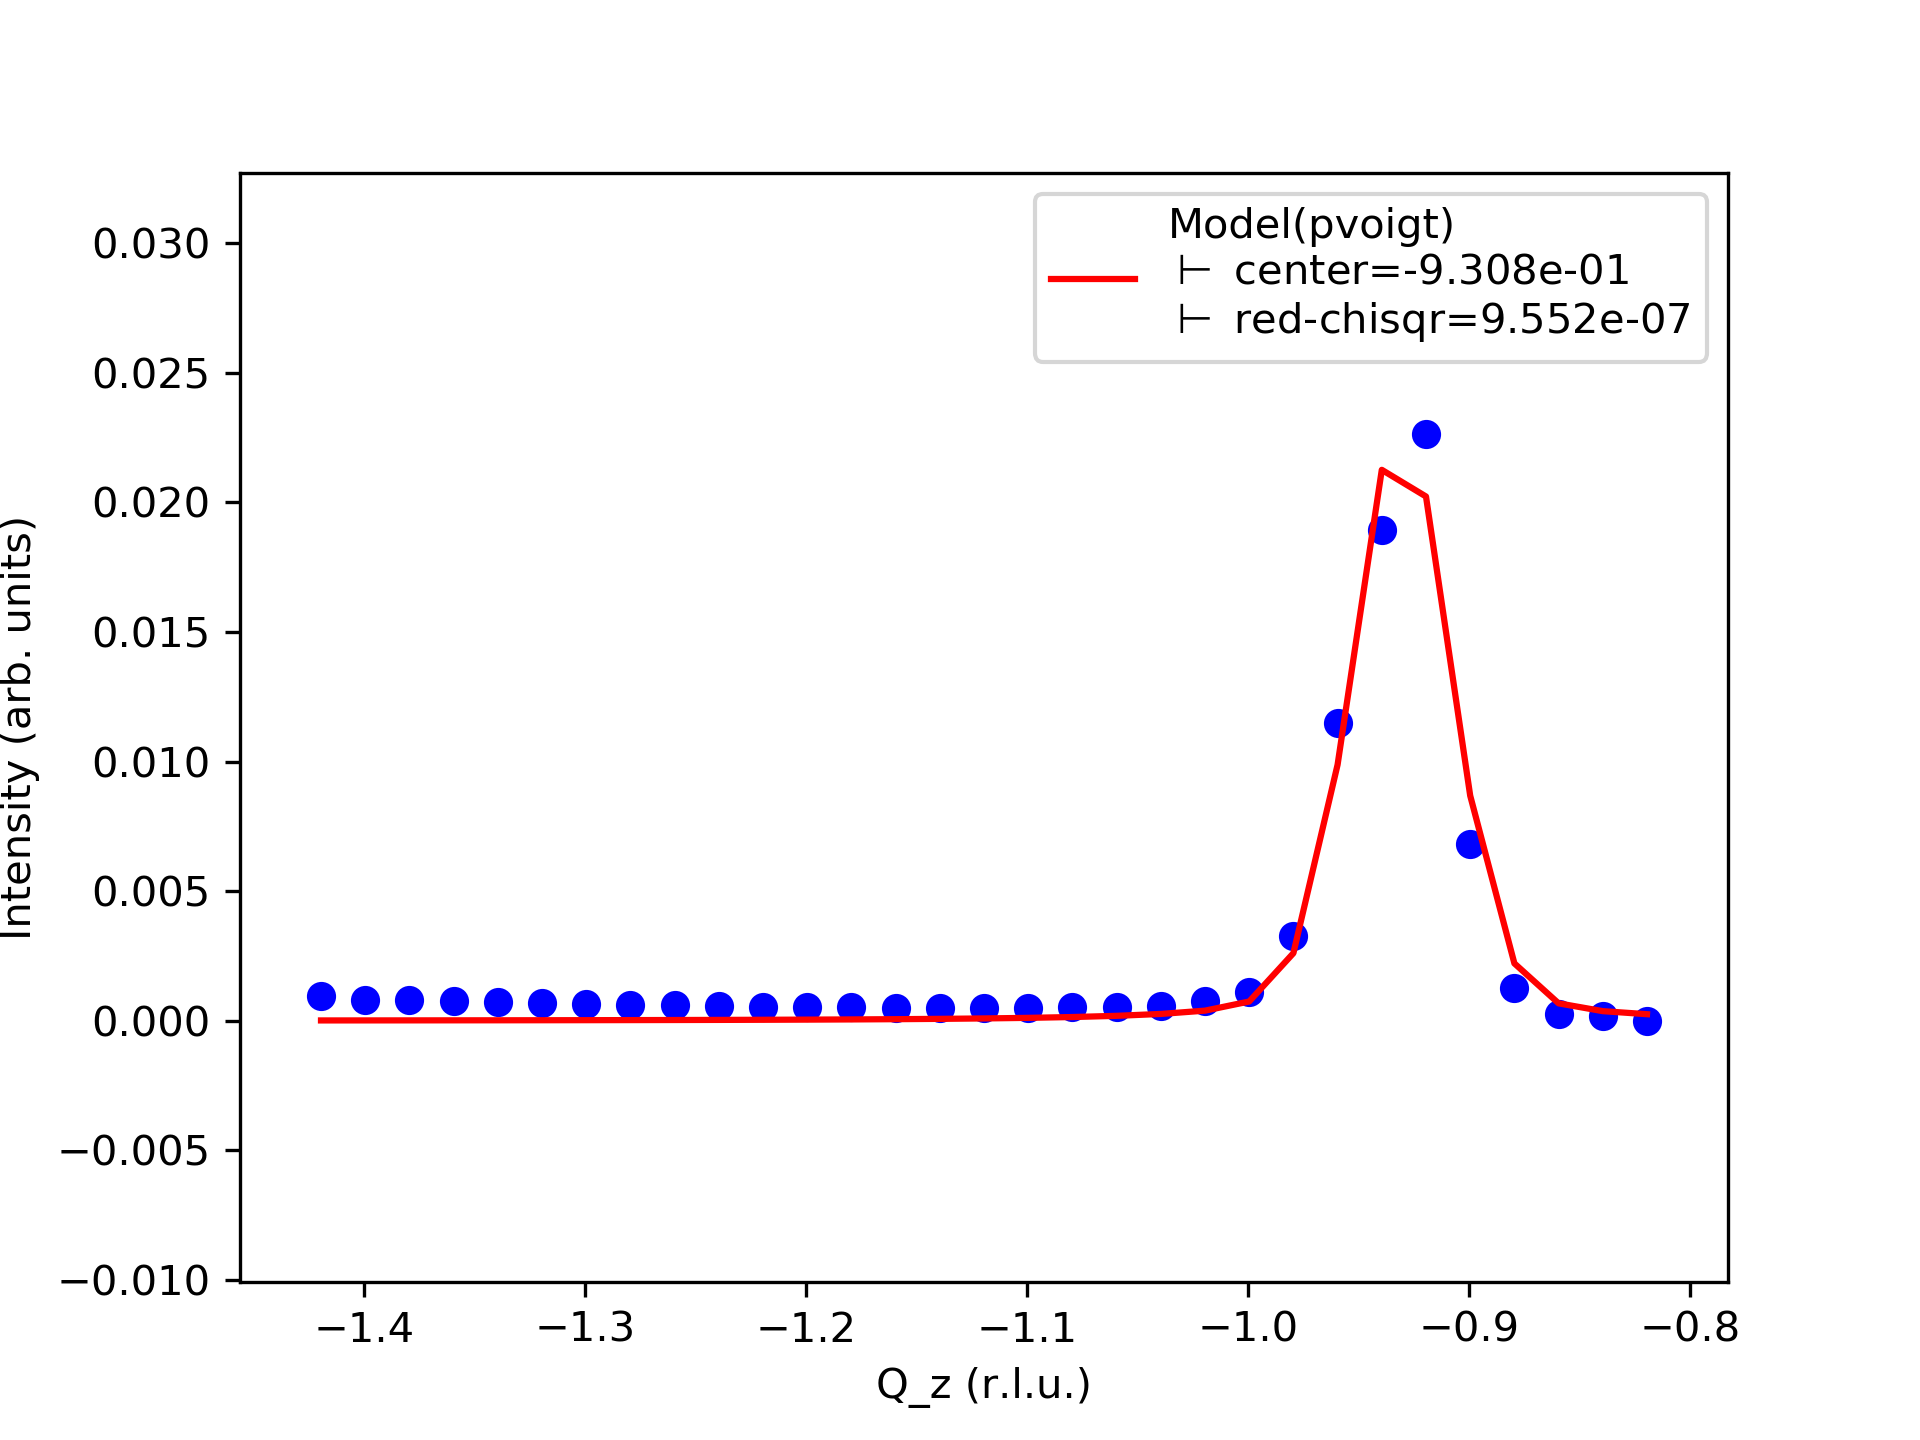 Model(pvoigt)
⊢ center=-9.308e-01
⊢ red-chisqr=9.552e-07
0.030
0.025
0.020
0.015
0.010
0.005
0.000
−0.005
−0.010
Intensity (arb. units)
−1.4 −1.3 −1.2 −1.1 −1.0 −0.9 −0.8
Q_z (r.l.u.)